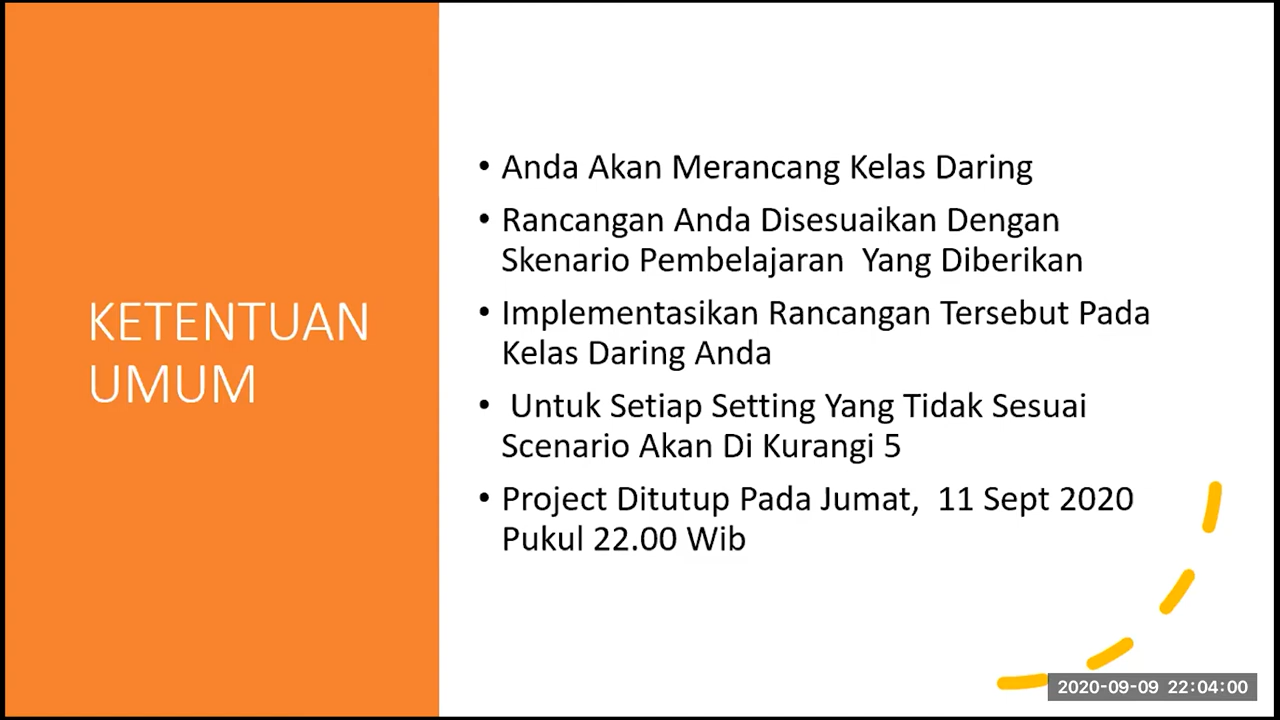 KETENTUAN
UMUM
• Anda Akan Merancang Kelas Daring
• Rancangan Anda Disesuaikan Dengan
Skenario Pembelajaran  Yang Diberikan
• Implementasikan Rancangan Tersebut Pada
Kelas Daring Anda
•  Untuk Setiap Setting Yang Tidak Sesuai
Scenario Akan Di Kurangi 5
• Project Ditutup Pada Jumat,  11 Sept 2020
Pukul 22.00 Wib
2020-09-09 22:04:00